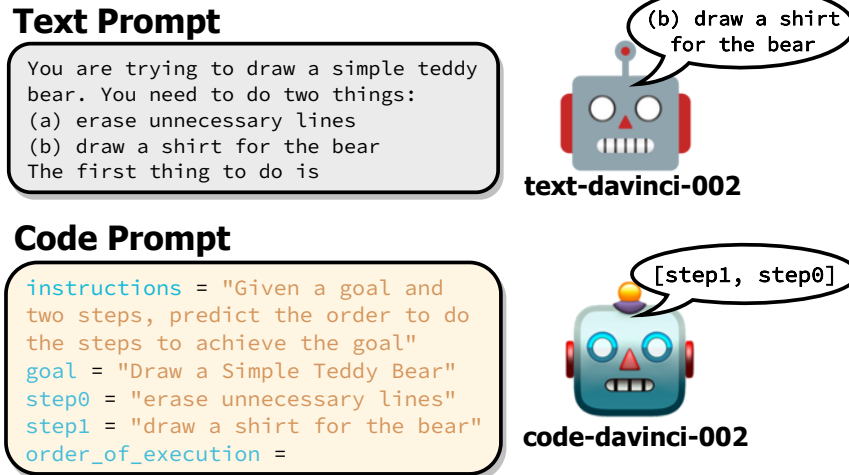 Text Prompt
You are trying to draw a simple teddy
bear. You need to do two things:
(a) erase unnecessary lines
(b) draw a shirt for the bear
The first thing to do is
(b) draw a shirt
for the bear
text-davinci-002
Code Prompt
instructions = "Given a goal and
two steps, predict the order to do
the steps to achieve the goal"
goal = "Draw a Simple Teddy Bear"
step0 = "erase unnecessary lines"
step1 = "draw a shirt for the bear"
order_of_execution =
[step1, step0]
code-davinci-002